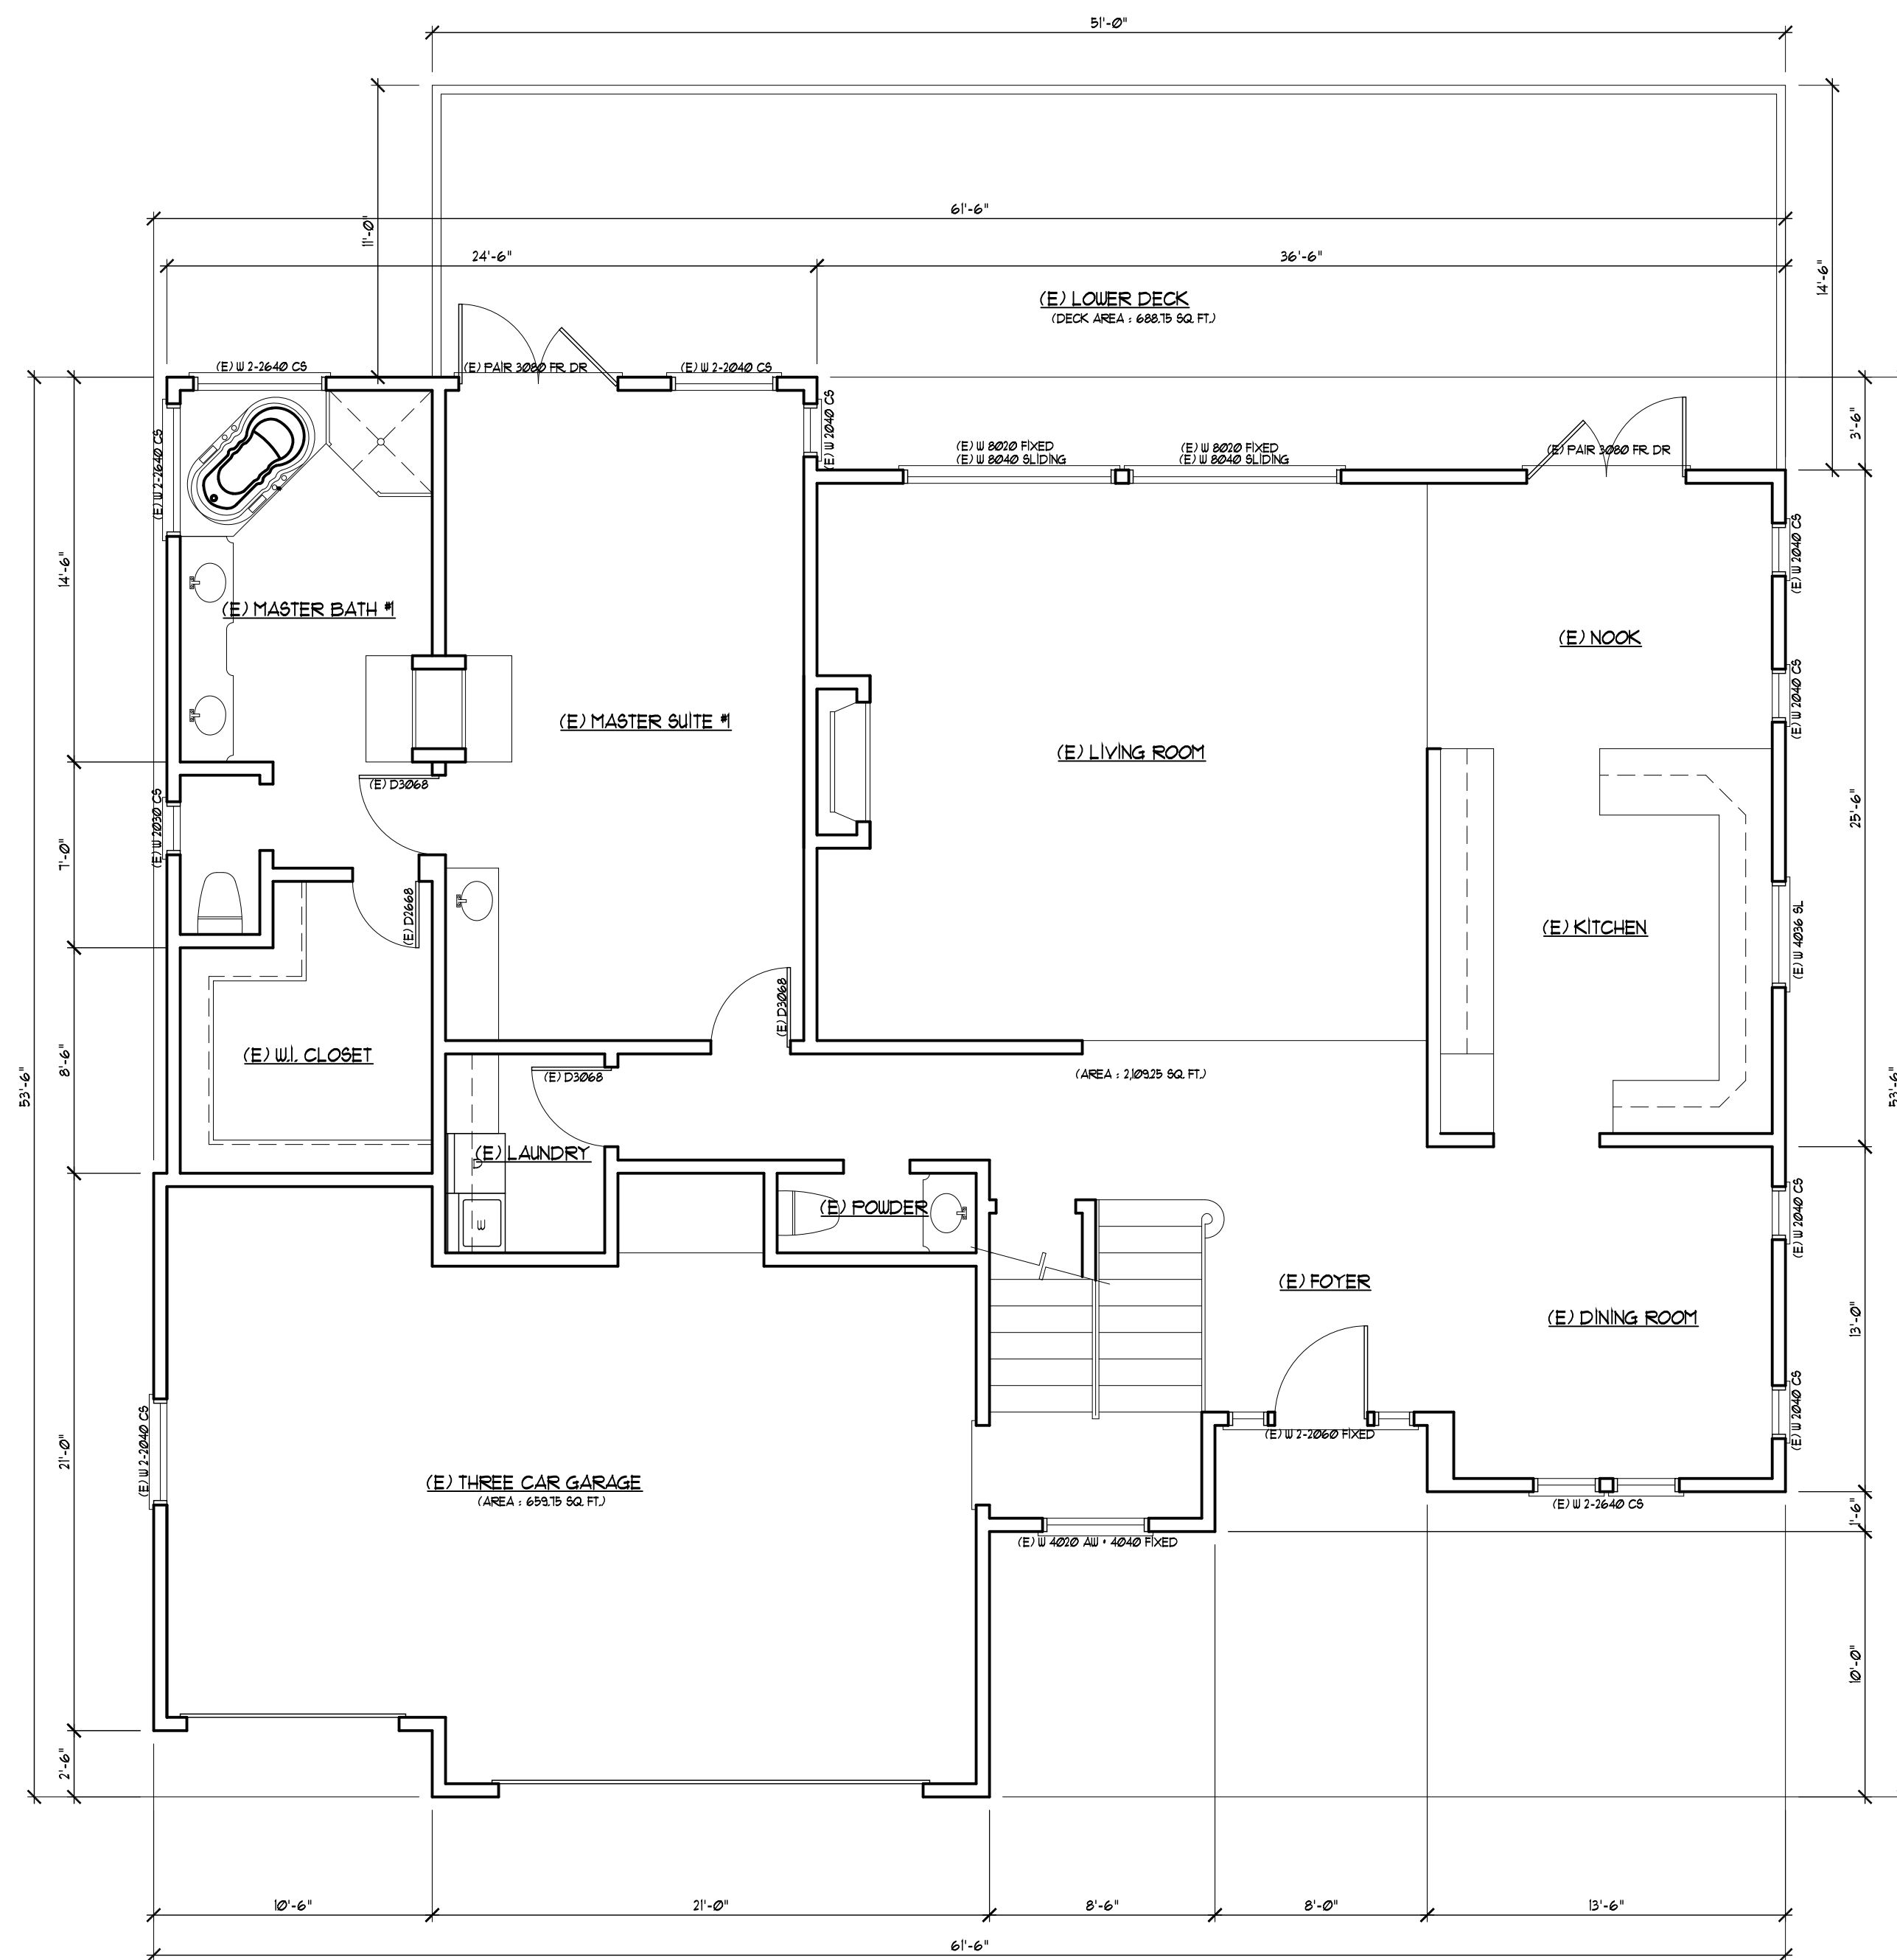 51'-0"
61'-6"
11'-0"
24'-6"
36'-6"
14'-6"
(E) LOWER DECK
(DECK AREA : 688.75 SQ. FT.)
(E) W 2-2640 CS
(E) PAIR 3080 FR. DR
(E) W 2-2040 CS
(E) W 2040 CS
(E) W 2-2640 CS
3'-6"
(E) W 8020 FIXED
(E) W 8040 SLIDING
(E) W 8020 FIXED
(E) W 8040 SLIDING
(E) PAIR 3080 FR. DR
(E) W 2040 CS
14'-6"
(E) MASTER BATH #1
(E) NOOK
(E) W 2040 CS
(E) MASTER SUITE #1
(E) LIVING ROOM
(E) D3068
(E) W 2030 CS
7'-0"
25'-6"
(E) D2668
(E) KITCHEN
(E) W 4036 SL
(E) D3068
(E) W.I. CLOSET
8'-6"
53'-6"
53'-6"
(E) D3068
(AREA : 2,109.25 SQ. FT.)
(E) LAUNDRY
(E) POWDER
W
(E) W 2040 CS
(E) FOYER
(E) DINING ROOM
13'-0"
(E) W 2040 CS
(E) W 2-2060 FIXED
21'-0"
(E) W 2-2040 CS
(E) THREE CAR GARAGE
(AREA : 659.75 SQ. FT.)
(E) W 2-2640 CS
1'-6"
(E) W 4020 AW + 4040 FIXED
10'-0"
2'-6"
10'-6"
21'-0"
8'-6"
8'-0"
13'-6"
61'-6"